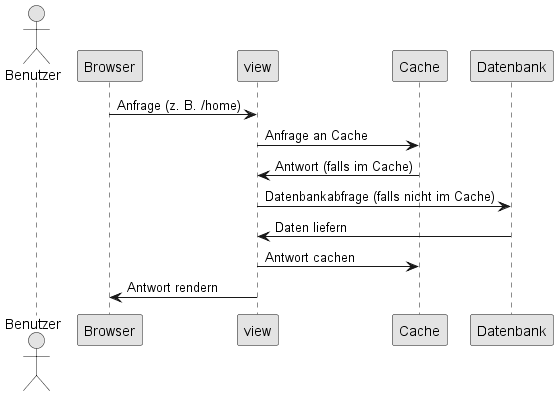 Benutzer
Browser
view
Cache
Datenbank
Anfrage (z. B. /home)
Anfrage an Cache
Antwort (falls im Cache)
Datenbankabfrage (falls nicht im Cache)
Daten liefern
Antwort cachen
Antwort rendern
Benutzer
Browser
view
Cache
Datenbank